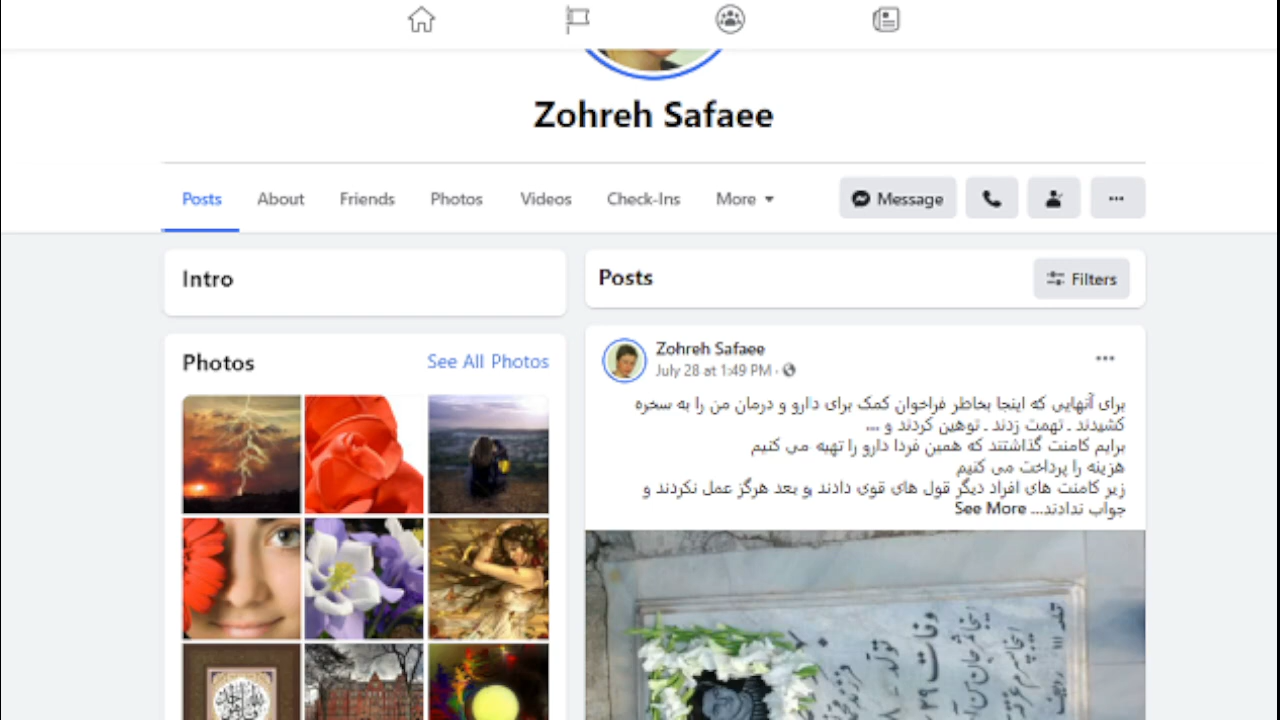 Zohreh Safaee
Posts
About
Friends
Photos
Videos
Check-Ins
More
Message
Intro
Photos
See All Photos
Posts
Filters
Zohreh Safaee
July 28 at 1:49 PM ·
برای آنهایی که اینجا بخاطر فراخوان کمک برای دارو و درمان من را به سخره
کشیدند ـ تهمت زدند ـ توهین کردند و ....
برایم کامنت گذاشتند که همین فردا دارو را تهیه می کنیم
هزینه را پرداخت می کنیم
زیر کامنت های افراد دیگر قول های قوی دادند و بعد هرگز عمل نکردند و
جواب ندادند... See More
وفات ۲۹
تولد
فرزند